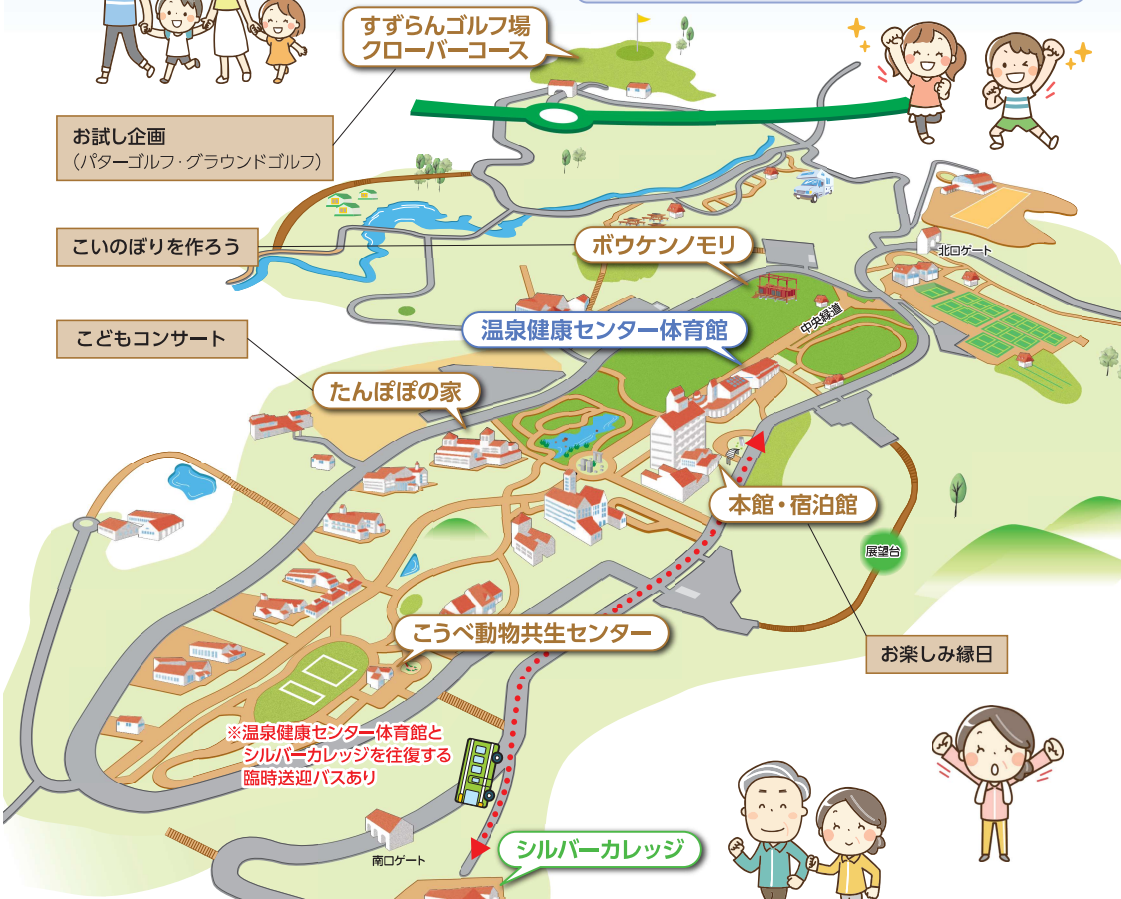 すずらんゴルフ場
クローバーコース
お試し企画
（パターゴルフ・グラウンドゴルフ）
こいのぼりを作ろう
ボウケンノモリ
北口ゲート
中央緑道
温泉健康センター体育館
こどもコンサート
たんぽぽの家
本館・宿泊館
展望台
こうべ動物共生センター
お楽しみ縁日
※温泉健康センター体育館と
シルバーカレッジを往復する
臨時送迎バスあり
南口ゲート
シルバーカレッジ